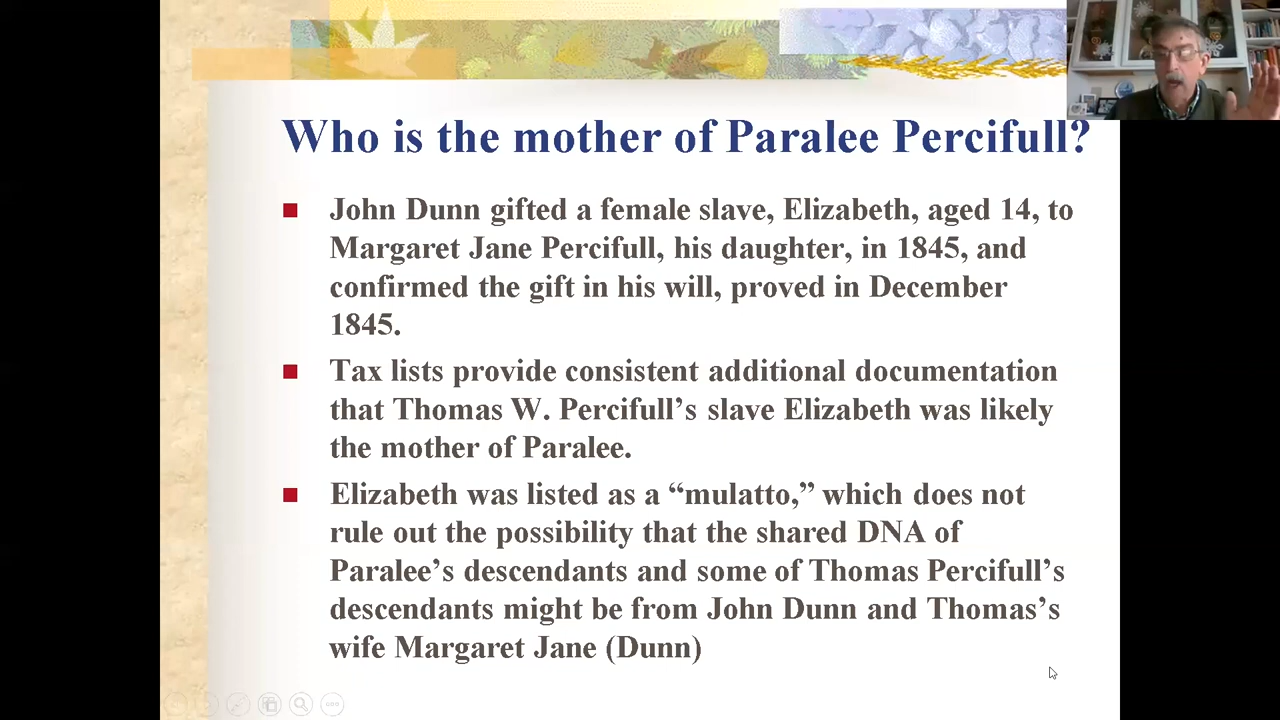 Who is the mother of Paralee Percifull?
John Dunn gifted a female slave, Elizabeth, aged 14, to
Margaret Jane Percifull, his daughter, in 1845, and
confirmed the gift in his will, proved in December
1845.
Tax lists provide consistent additional documentation
that Thomas W. Percifull’s slave Elizabeth was likely
the mother of Paralee.
Elizabeth was listed as a “mulatto,” which does not
rule out the possibility that the shared DNA of
Paralee’s descendants and some of Thomas Percifull’s
descendants might be from John Dunn and Thomas’s
wife Margaret Jane (Dunn)